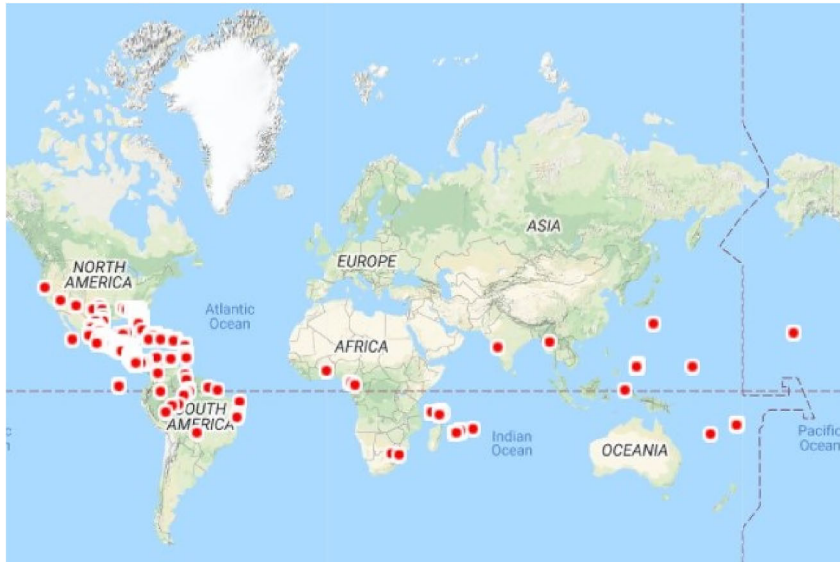 ASIA
NORTH
AMERICA
EUROPE
Atlantic
Ocean
AFRICA
SOUTH
AMERICA
Indian
Ocean
OCEANIA
Pacific
Ocean